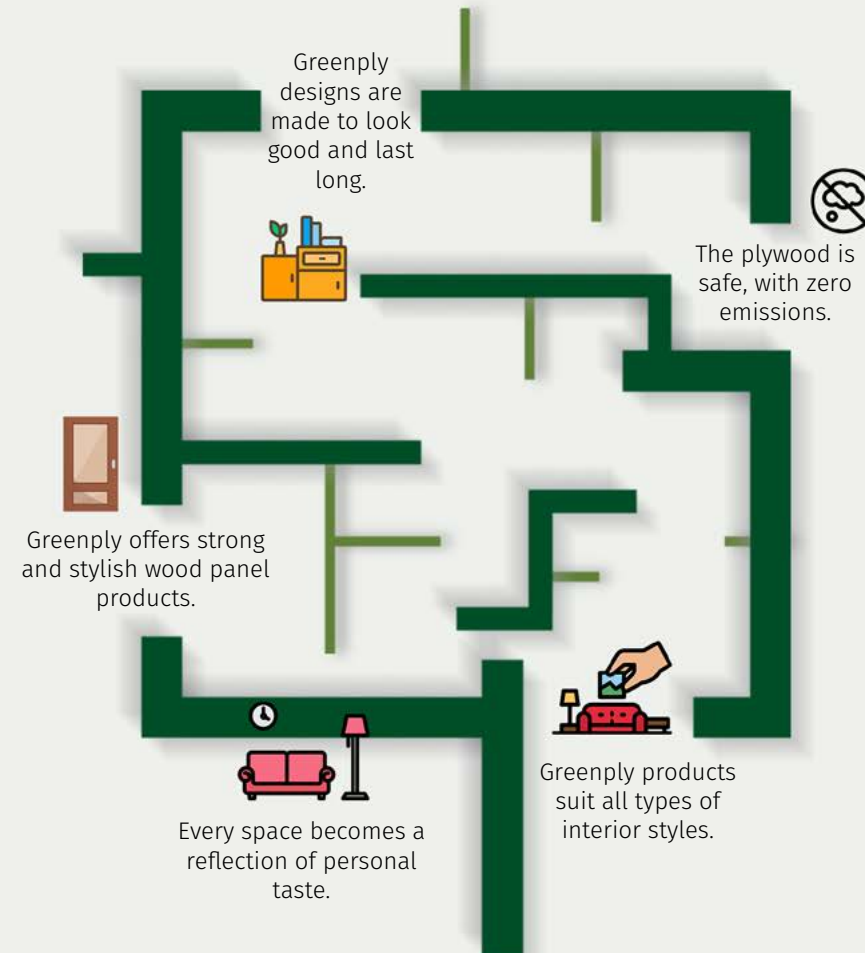 Greenply
designs are
made to look
good and last
long.
The plywood is
safe, with zero
emissions.
Greenply offers strong
and stylish wood panel
products.
Greenply products
suit all types of
interior styles.
Every space becomes a
reflection of personal
taste.